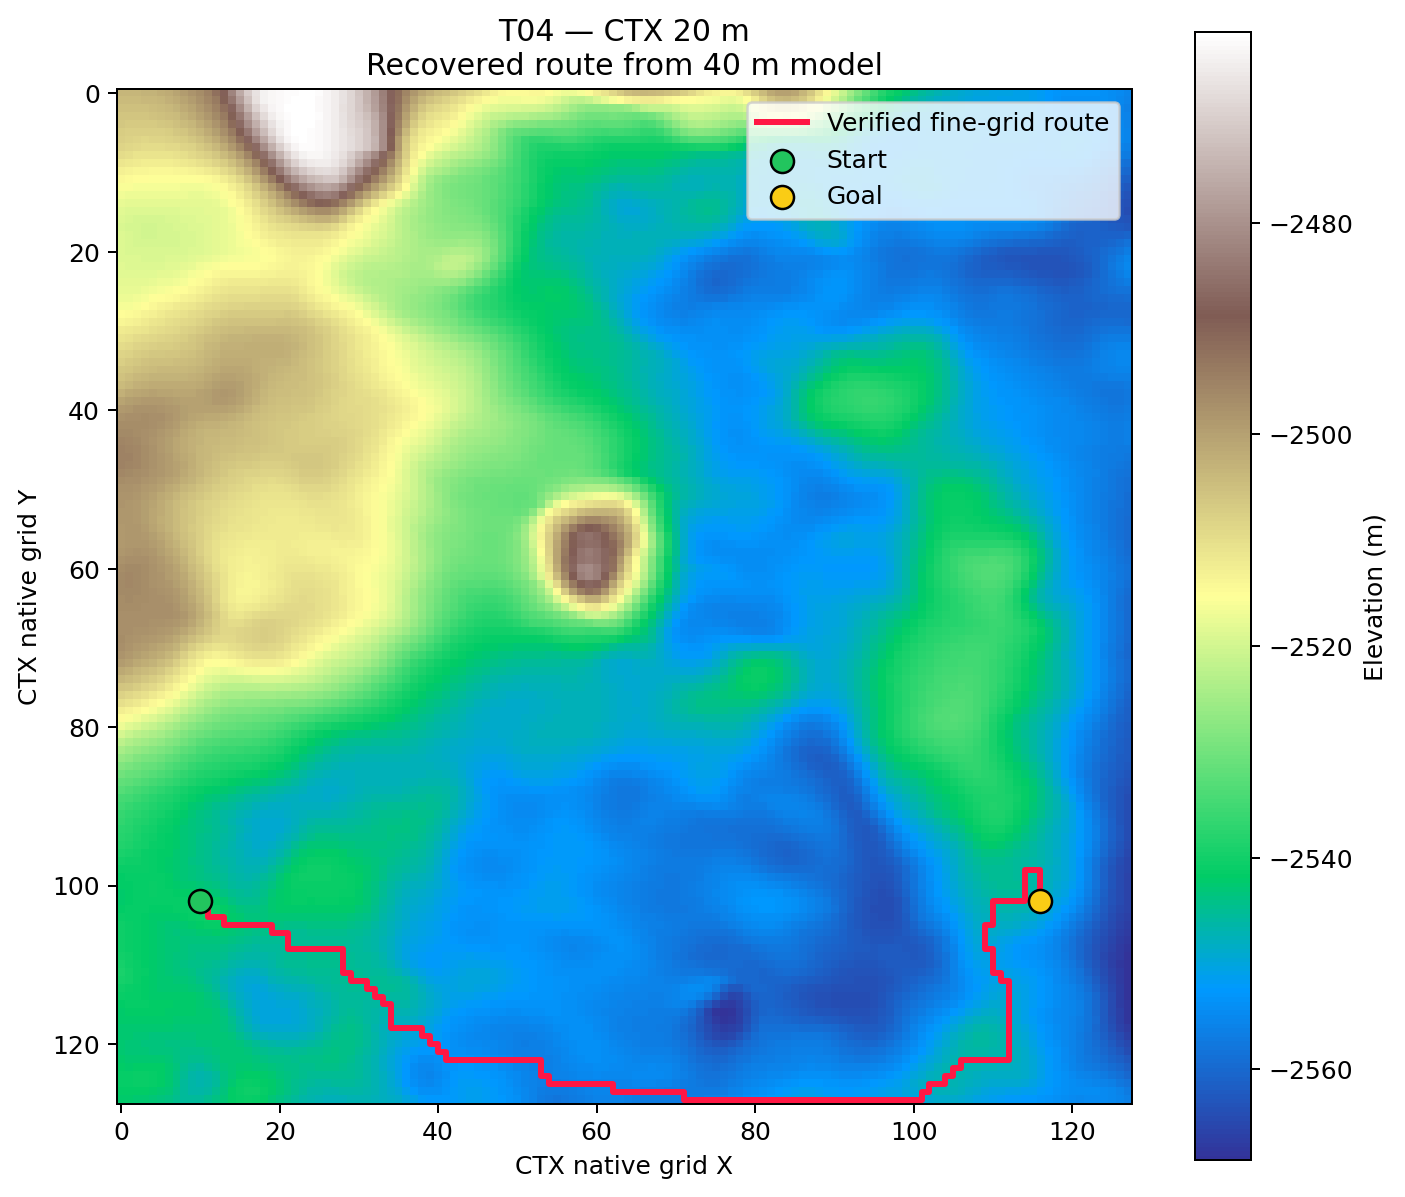 T04 — CTX 20 m
Recovered route from 40 m model
Verified fine-grid route
Start
Goal
0
20
40
60
80
100
120
CTX native grid Y
0 20 40 60 80 100 120
CTX native grid X
−2480
−2500
−2520
−2540
−2560
Elevation (m)